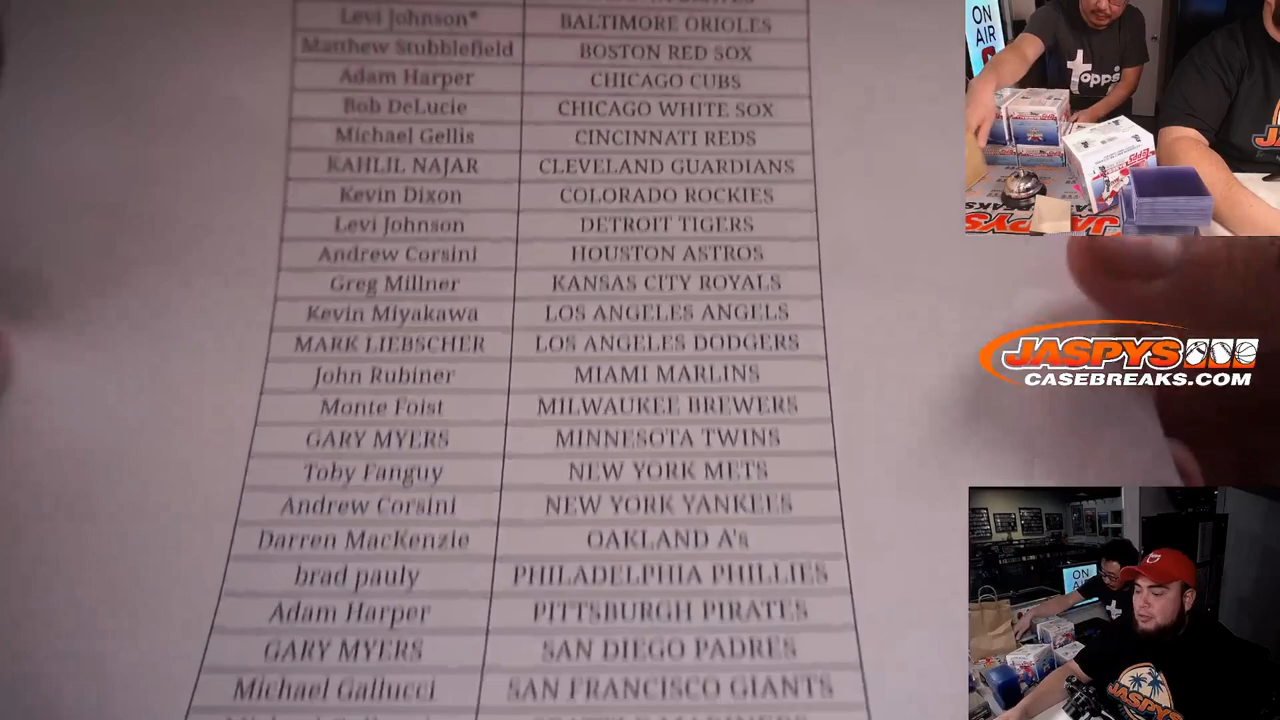 Levi Johnson* BALTIMORE ORIOLES
Matthew Stubblefield BOSTON RED SOX
Adam Harper CHICAGO CUBS
Bob DeLucie CHICAGO WHITE SOX
Michael Gellis CINCINNATI REDS
KAHLIL NAJAR CLEVELAND GUARDIANS
Kevin Dixon COLORADO ROCKIES
Levi Johnson DETROIT TIGERS
Andrew Corsini HOUSTON ASTROS
Greg Millner KANSAS CITY ROYALS
Kevin Miyakawa LOS ANGELES ANGELS
MARK LIEBSCHER LOS ANGELES DODGERS
John Rubiner MIAMI MARLINS
Monte Foist MILWAUKEE BREWERS
GARY MYERS MINNESOTA TWINS
Toby Fanguy NEW YORK METS
Andrew Corsini NEW YORK YANKEES
Darren MacKenzie OAKLAND A's
brad pauly PHILADELPHIA PHILLIES
Adam Harper PITTSBURGH PIRATES
GARY MYERS SAN DIEGO PADRES
Michael Gallucci SAN FRANCISCO GIANTS
ON
AIR
topps
JASPYS
JASPYS
CASEBREAKS.COM
ON
JASPYS